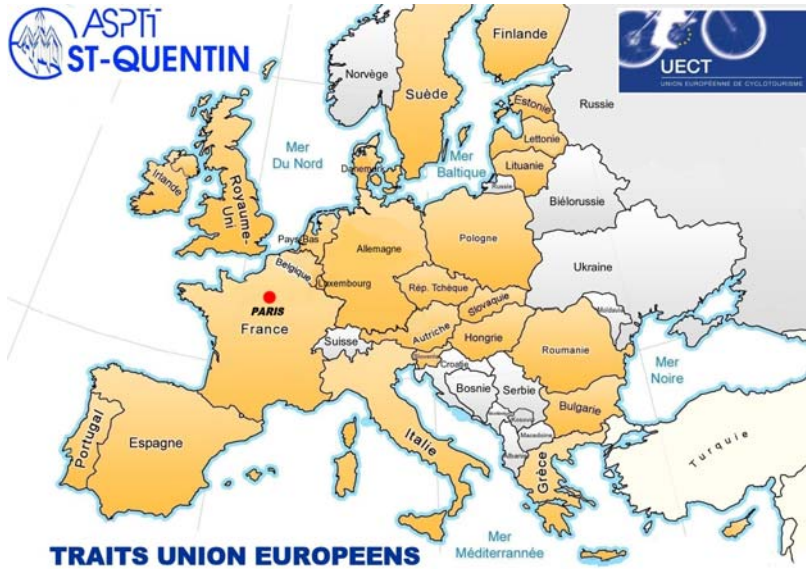 ASPTT
ST-QUENTIN
UECT
UNION EUROPÉENNE DE CYCLOTOURISME
Finlande
Norvège
Suède
Russie
Estonie
Lettonie
Lituanie
Russie
Mer
Du Nord
Mer
Baltique
Danemark
Irlande
Royaume-
Uni
Biélorussie
Pays Bas
Allemagne
Pologne
Belgique
Luxembourg
Ukraine
Rép. Tchèque
Slovaquie
Moldavie
PARIS
France
Suisse
Autriche
Hongrie
Roumanie
Slovénie
Croatie
Bosnie
Serbie
Mer
Noire
Bulgarie
Kosovo
Macédoine
Albanie
Portugal
Espagne
Italie
Grèce
Turquie
Mer
Méditerrannée
TRAITS UNION EUROPEENS